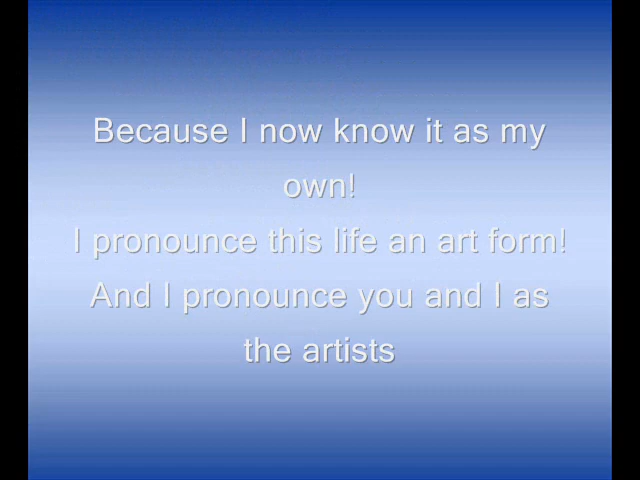 Because I now know it as my
own!
I pronounce this life an art form!
And I pronounce you and I as
the artists